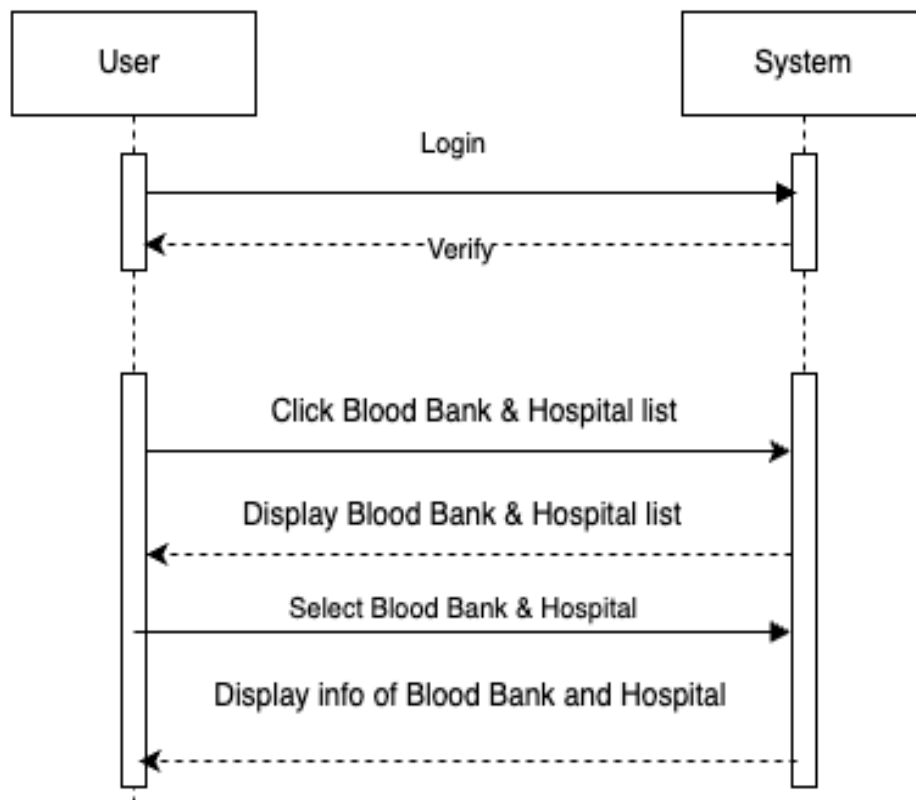 User
System
Login
Verify
Click Blood Bank & Hospital list
Display Blood Bank & Hospital list
Select Blood Bank & Hospital
Display info of Blood Bank and Hospital